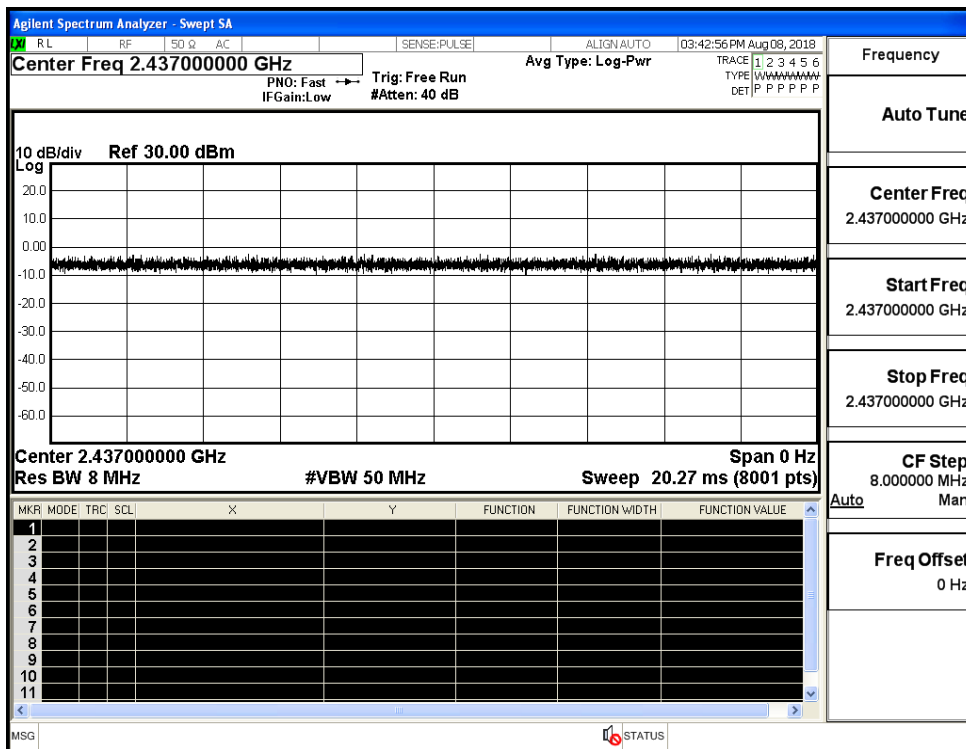 Agilent Spectrum Analyzer - Swept SA
LXI RL RF 50 Ω AC SENSE:PULSE ALIGN AUTO 03:42:56 PM Aug 08, 2018
Center Freq 2.437000000 GHz
PNO: Fast
IFGain:Low
Trig: Free Run
#Atten: 40 dB
Avg Type: Log-Pwr
TRACE 1 2 3 4 5 6
TYPE WWWWWW
DET P P P P P P
10 dB/div Ref 30.00 dBm
Log
20.0
10.0
0.00
-10.0
-20.0
-30.0
-40.0
-50.0
-60.0
Center 2.437000000 GHz Span 0 Hz
Res BW 8 MHz #VBW 50 MHz Sweep 20.27 ms (8001 pts)
MKR MODE TRC SCL X Y FUNCTION FUNCTION WIDTH FUNCTION VALUE
1
2
3
4
5
6
7
8
9
10
11
MSG STATUS
Frequency
Auto Tune
Center Freq
2.437000000 GHz
Start Freq
2.437000000 GHz
Stop Freq
2.437000000 GHz
CF Step
8.000000 MHz
Auto Man
Freq Offset
0 Hz